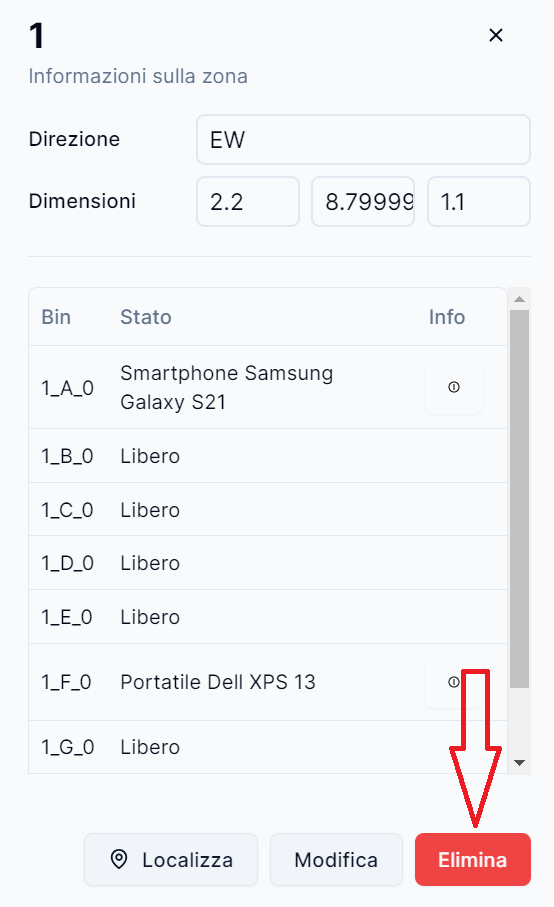 1
Informazioni sulla zona
Direzione EW
Dimensioni 2.2 8.79999 1.1
Bin Stato Info
1_A_0 Smartphone Samsung
Galaxy S21
1_B_0 Libero
1_C_0 Libero
1_D_0 Libero
1_E_0 Libero
1_F_0 Portatile Dell XPS 13
1_G_0 Libero
Localizza Modifica Elimina